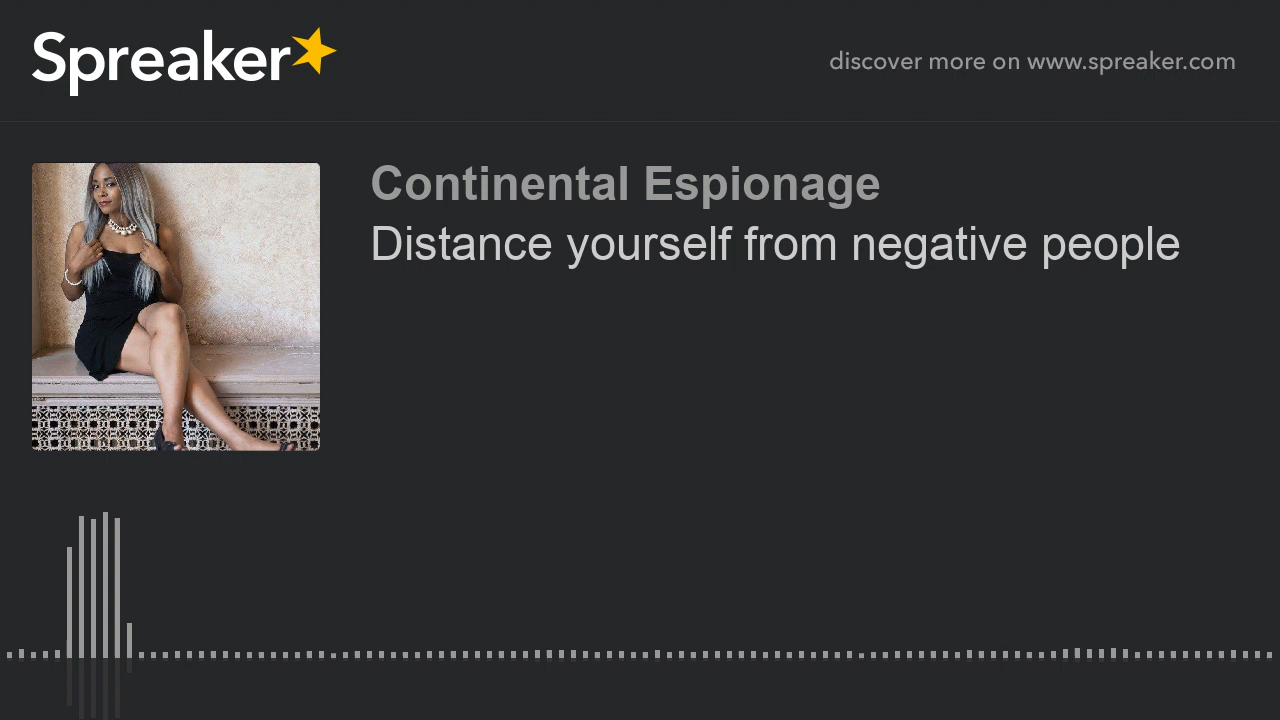 Spreaker
discover more on www.spreaker.com
Continental Espionage
Distance yourself from negative people